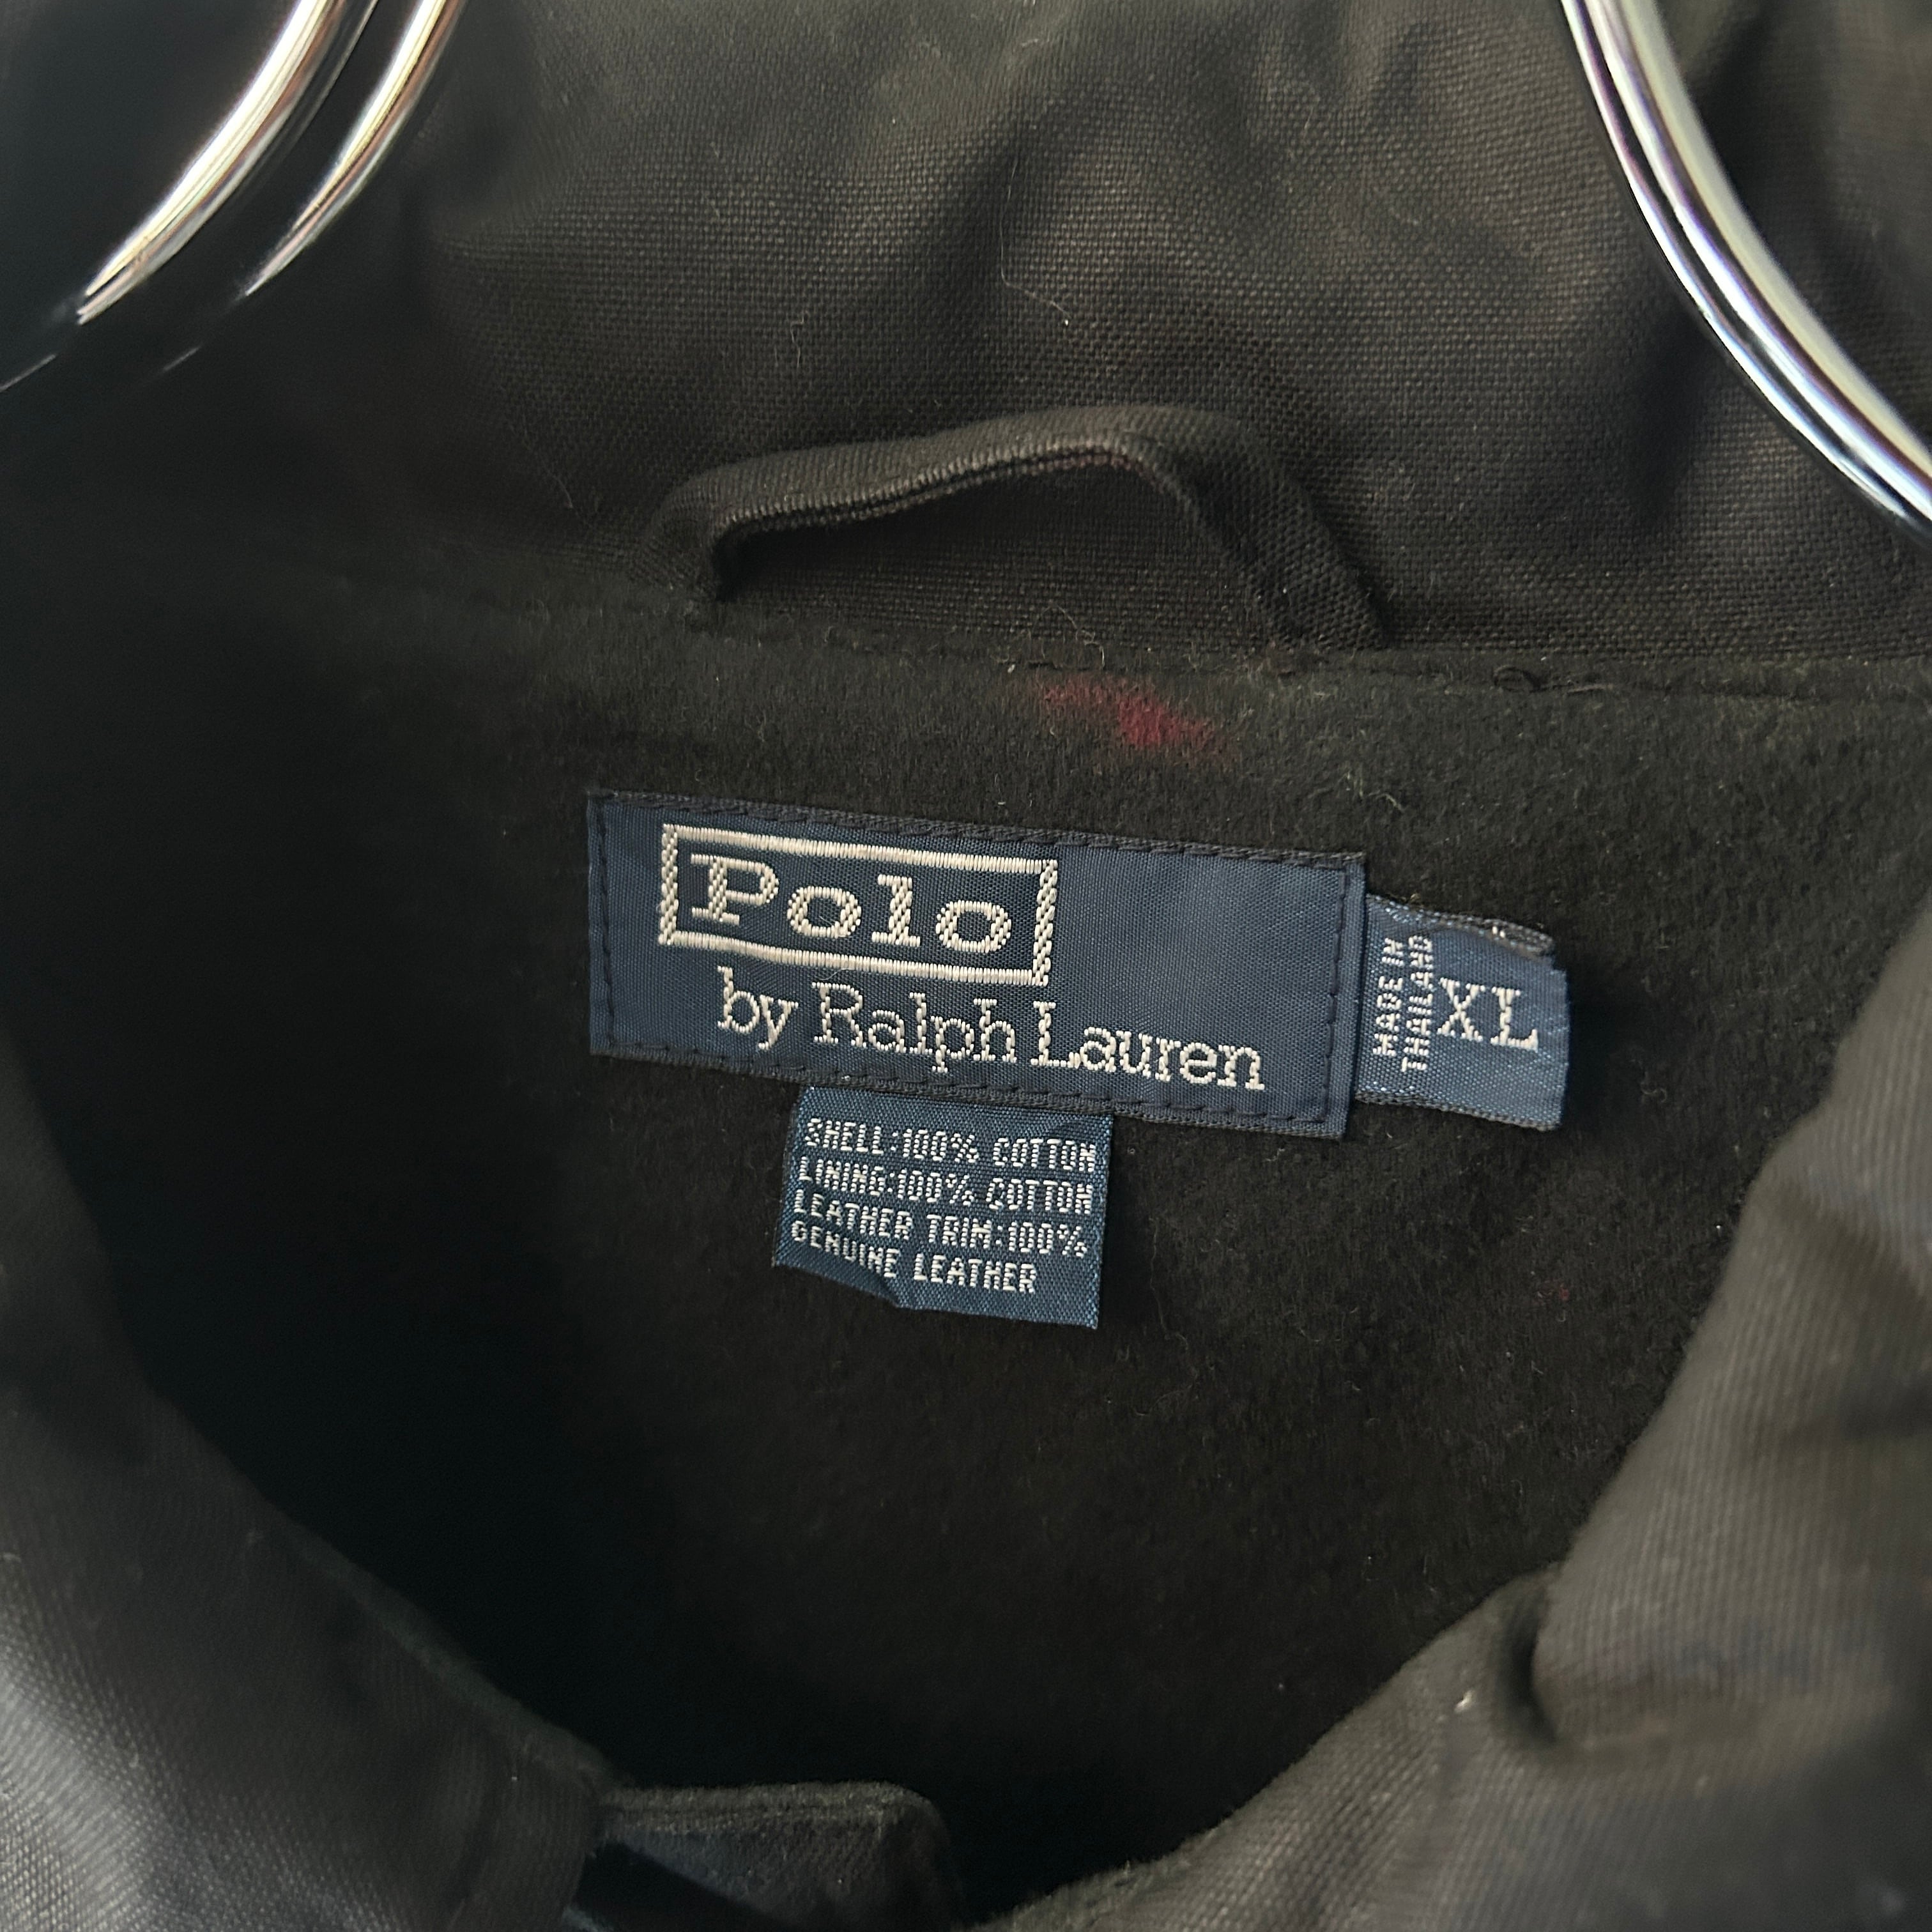 Polo
by Ralph Lauren
MADE IN
THAILAND
XL
SHELL:100% COTTON
LINING:100% COTTON
LEATHER TRIM:100%
GENUINE LEATHER